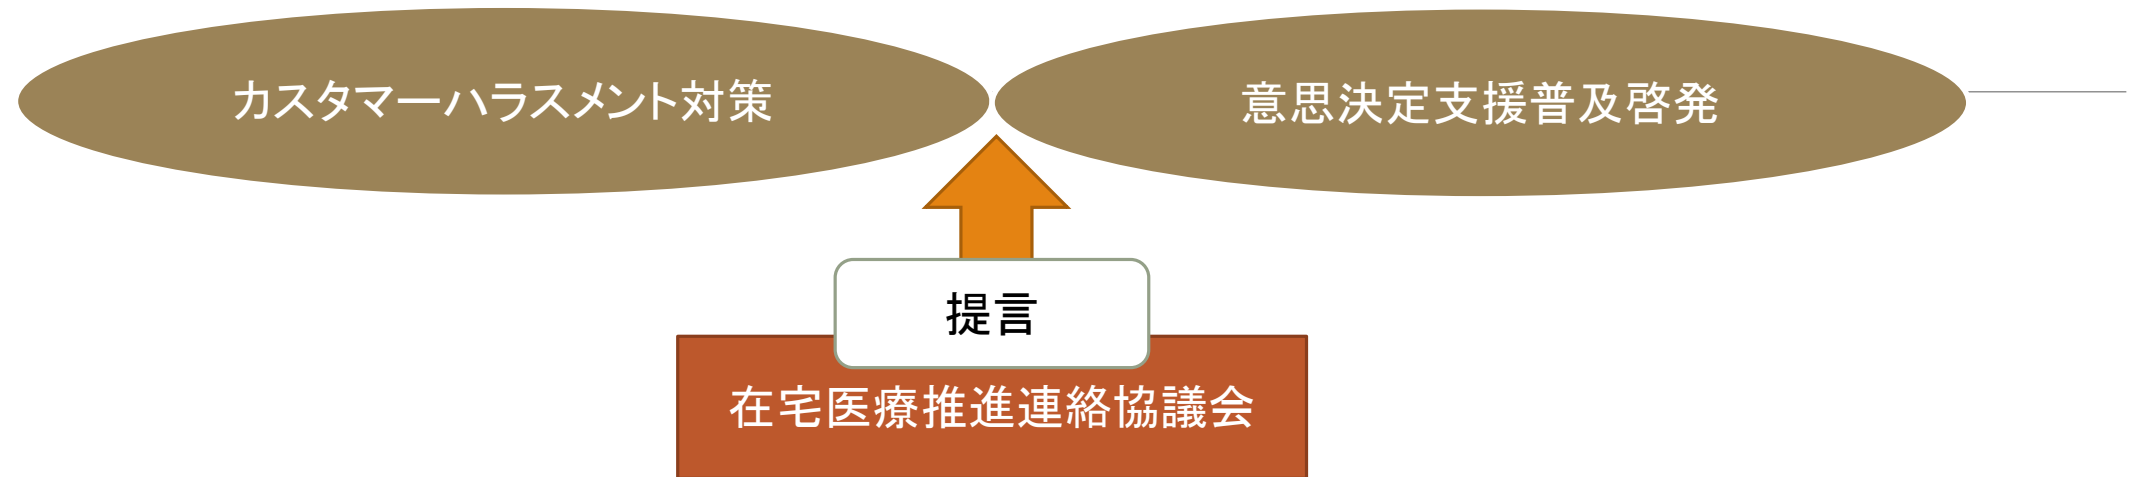 カスタマーハラスメント対策
意思決定支援普及啓発
提言
在宅医療推進連絡協議会